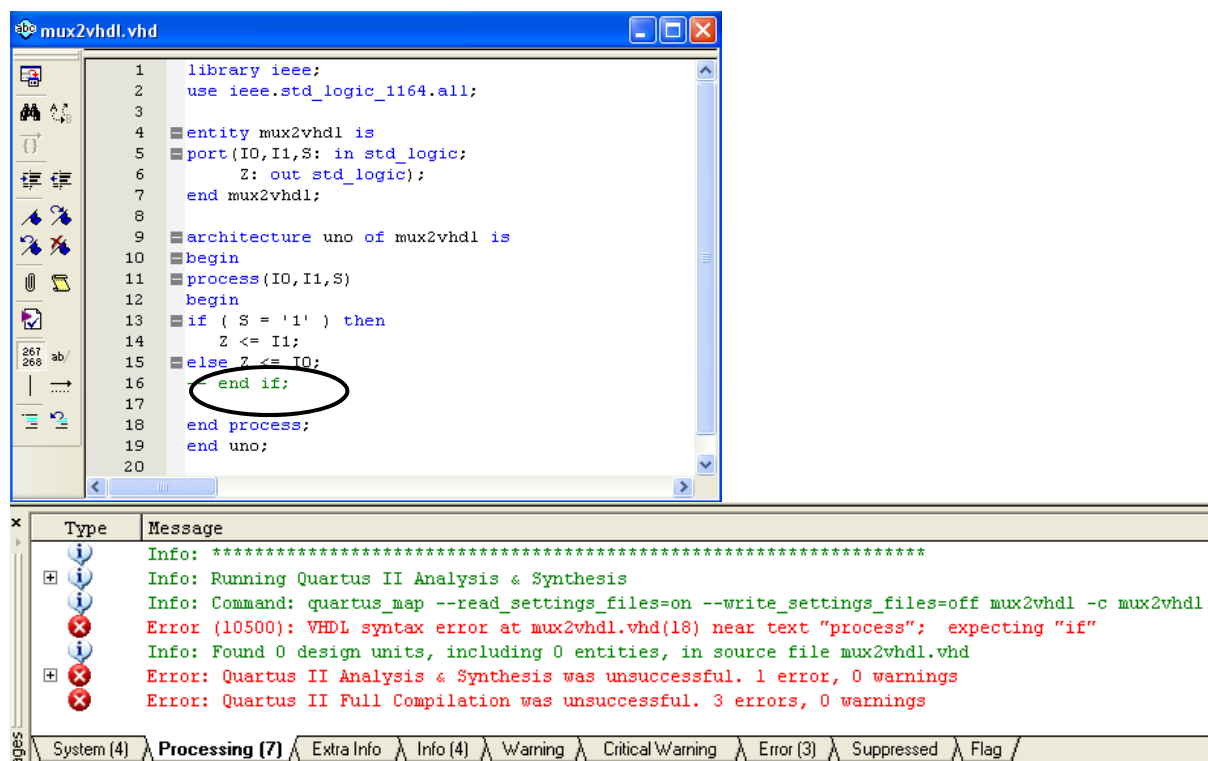 mux2vhdl.vhd
1 library ieee;
2 use ieee.std_logic_1164.all;
3
4 entity mux2vhdl is
5 port(I0,I1,S: in std_logic;
6 Z: out std_logic);
7 end mux2vhdl;
8
9 architecture uno of mux2vhdl is
10 begin
11 process(I0,I1,S)
12 begin
13 if ( S = '1' ) then
14 Z <= I1;
15 else Z <= I0;
16 -- end if;
17
18 end process;
19 end uno;
20
267
268 ab/
Type Message
Info: *******************************************************************
Info: Running Quartus II Analysis & Synthesis
Info: Command: quartus_map --read_settings_files=on --write_settings_files=off mux2vhdl -c mux2vhdl
Error (10500): VHDL syntax error at mux2vhdl.vhd(18) near text "process"; expecting "if"
Info: Found 0 design units, including 0 entities, in source file mux2vhdl.vhd
Error: Quartus II Analysis & Synthesis was unsuccessful. 1 error, 0 warnings
Error: Quartus II Full Compilation was unsuccessful. 3 errors, 0 warnings
System (4) Processing (7) Extra Info Info (4) Warning Critical Warning Error (3) Suppressed Flag